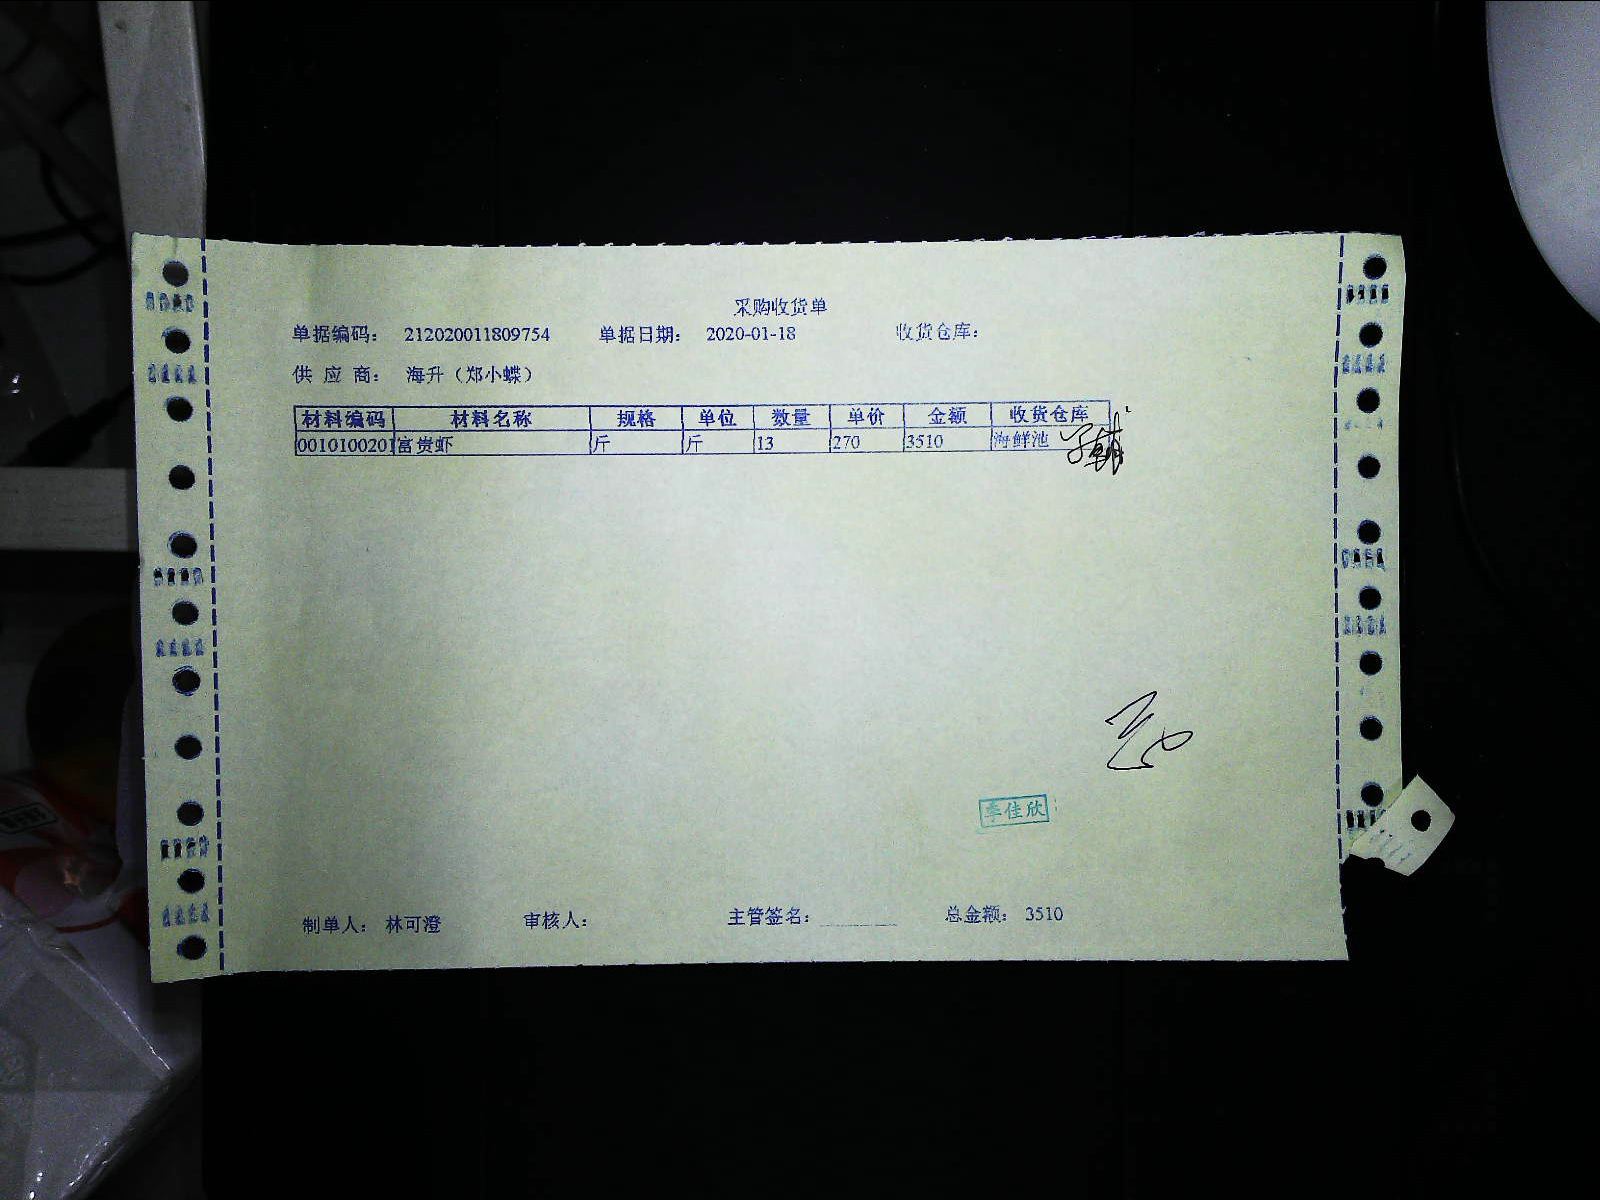 采购收货单
单据编码： 212020011809754 单据日期： 2020-01-18 收货仓库：
供 应 商： 海升（郑小蝶）
材料编码 材料名称 规格 单位 数量 单价 金额 收货仓库
0010100201 富贵虾 斤 斤 13 270 3510 海鲜池
李佳欣
制单人： 林可澄 审核人： 主管签名： 总金额： 3510